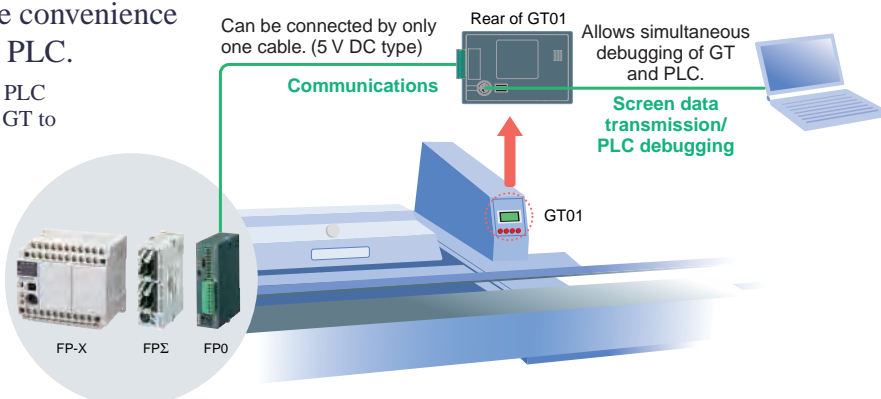 e convenience
PLC.
PLC
GT to
Can be connected by only
one cable. (5 V DC type)
Communications
Rear of GT01
Allows simultaneous
debugging of GT
and PLC.
Screen data
transmission/
PLC debugging
GT01
FP-X
FPΣ
FP0